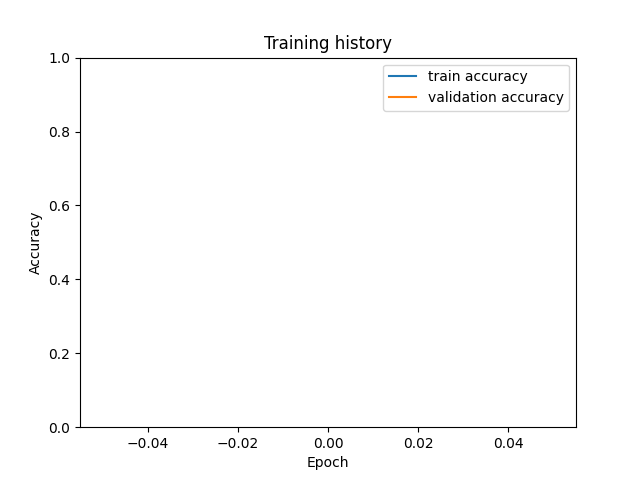 Training history
train accuracy
validation accuracy
1.0
0.8
0.6
0.4
0.2
0.0
Accuracy
−0.04
−0.02
0.00
0.02
0.04
Epoch